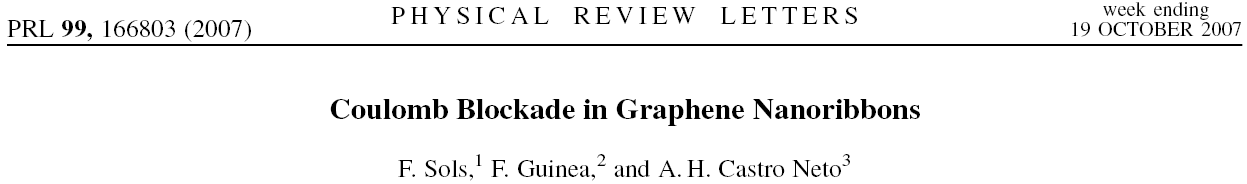 PRL 99, 166803 (2007) PHYSICAL REVIEW LETTERS week ending
19 OCTOBER 2007
Coulomb Blockade in Graphene Nanoribbons
F. Sols,1 F. Guinea,2 and A. H. Castro Neto3